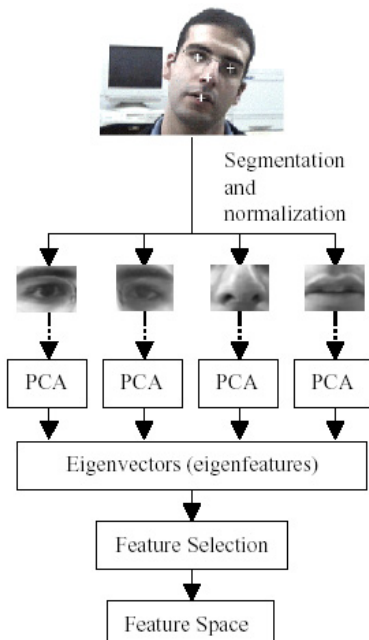 Segmentation
and
normalization
PCA
PCA
PCA
PCA
Eigenvectors (eigenfeatures)
Feature Selection
Feature Space